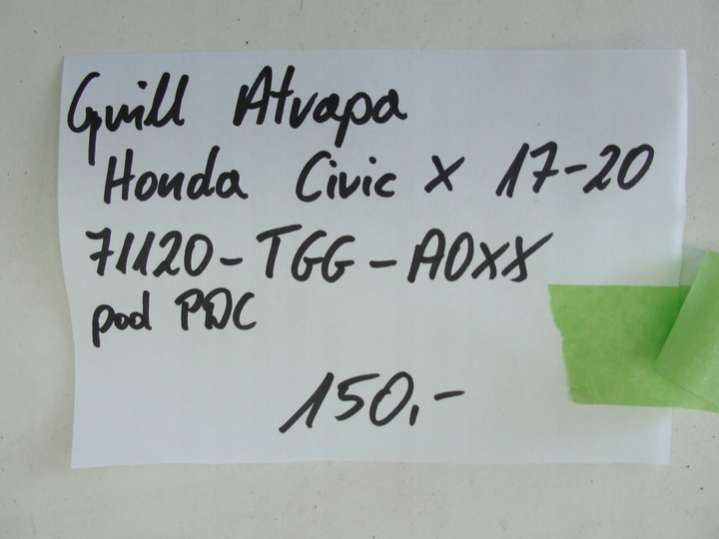 Grill Atrapa
Honda Civic X 17-20
71120-TGG-A0XX
pod PDC
150,-